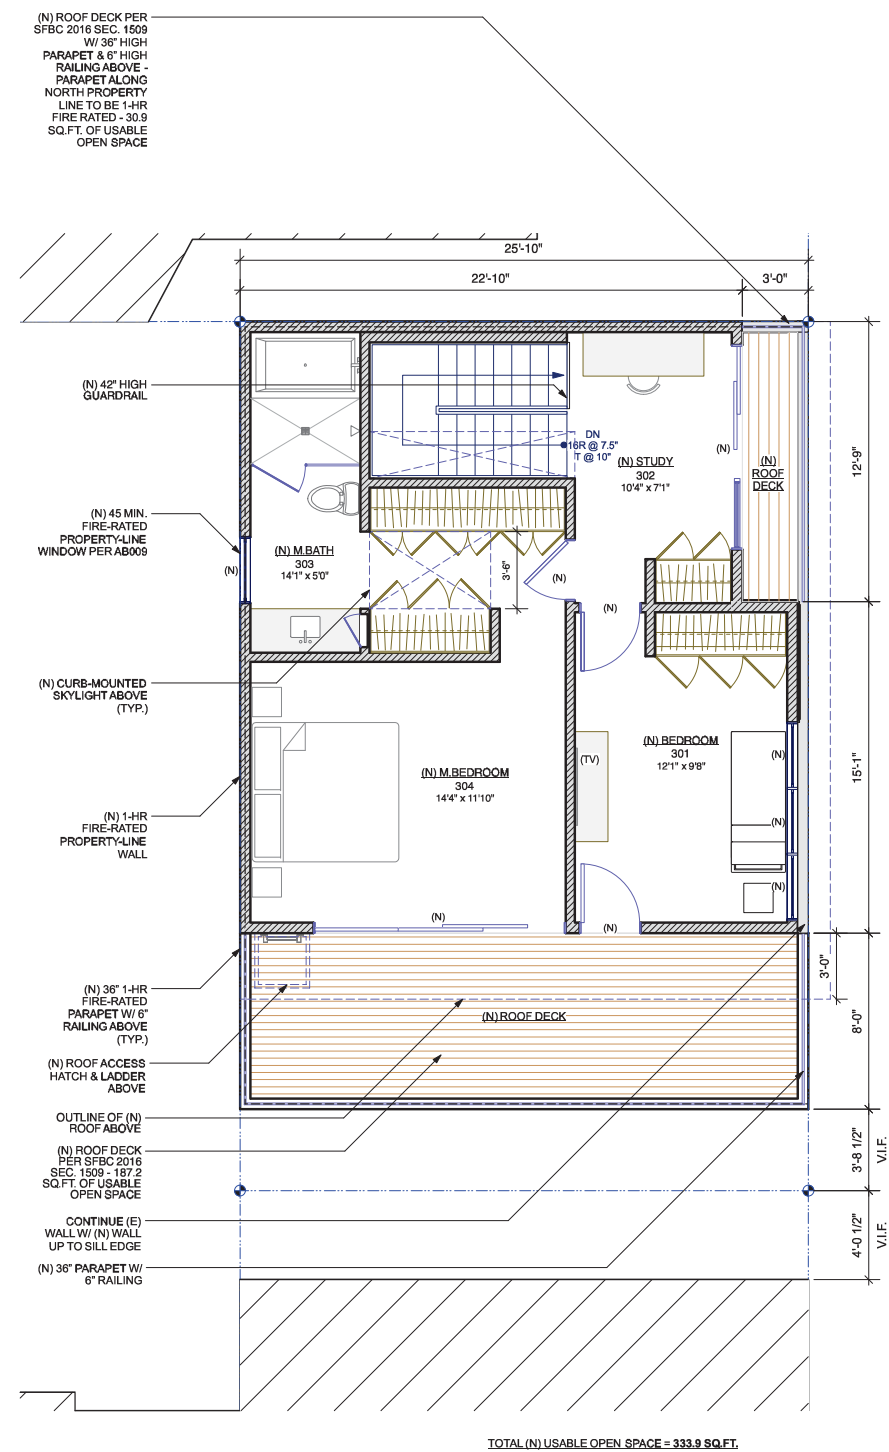 (N) ROOF DECK PER
SFBC 2016 SEC. 1509
W/ 36" HIGH
PARAPET & 6" HIGH
RAILING ABOVE -
PARAPET ALONG
NORTH PROPERTY
LINE TO BE 1-HR
FIRE RATED - 30.9
SQ.FT. OF USABLE
OPEN SPACE
25'-10"
22'-10"
3'-0"
(N) 42" HIGH
GUARDRAIL
DN
16R @ 7.5"
T @ 10"
(N) STUDY
302
10'4" x 7'1"
(N)
(N)
ROOF
DECK
12'-9"
(N) 45 MIN.
FIRE-RATED
PROPERTY-LINE
WINDOW PER AB009
(N)
(N) M.BATH
303
14'1" x 5'0"
3'-6"
(N)
(N)
(N) CURB-MOUNTED
SKYLIGHT ABOVE
(TYP.)
(N) M.BEDROOM
304
14'4" x 11'10"
(TV)
(N) BEDROOM
301
12'1" x 9'8"
(N)
(N)
(N)
15'-1"
(N) 1-HR
FIRE-RATED
PROPERTY-LINE
WALL
(N)
(N)
(N) 36" 1-HR
FIRE-RATED
PARAPET W/ 6"
RAILING ABOVE
(TYP.)
3'-0"
8'-0"
(N) ROOF DECK
(N) ROOF ACCESS
HATCH & LADDER
ABOVE
OUTLINE OF (N)
ROOF ABOVE
(N) ROOF DECK
PER SFBC 2016
SEC. 1509 - 187.2
SQ.FT. OF USABLE
OPEN SPACE
3'-8 1/2"
V.I.F.
CONTINUE (E)
WALL W/ (N) WALL
UP TO SILL EDGE
4'-0 1/2"
V.I.F.
(N) 36" PARAPET W/
6" RAILING
TOTAL (N) USABLE OPEN SPACE = 333.9 SQ.FT.